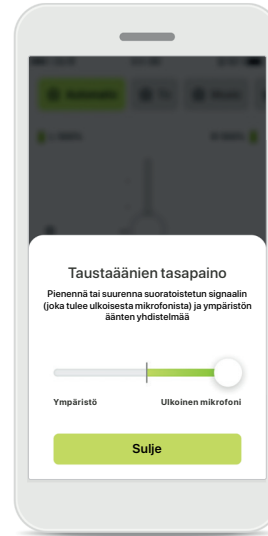 Taustaäänien tasapaino
Pienennä tai suurenna suoratoistetun signaalin
(joka tulee ulkoisesta mikrofonista) ja ympäristön
äänten yhdistelmää
Ympäristö
Ulkoinen mikrofoni
Sulje